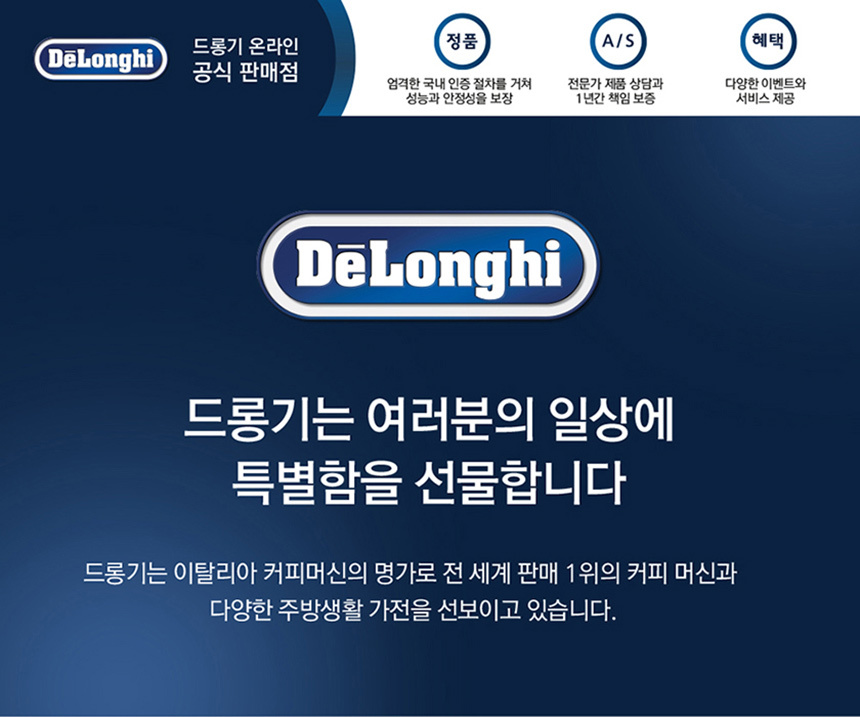 DēLonghi
드롱기 온라인
공식 판매점
정품
엄격한 국내 인증 절차를 거쳐
성능과 안정성을 보장
A/S
전문가 제품 상담과
1년간 책임 보증
혜택
다양한 이벤트와
서비스 제공
DēLonghi
드롱기는 여러분의 일상에
특별함을 선물합니다
드롱기는 이탈리아 커피머신의 명가로 전 세계 판매 1위의 커피 머신과
다양한 주방생활 가전을 선보이고 있습니다.